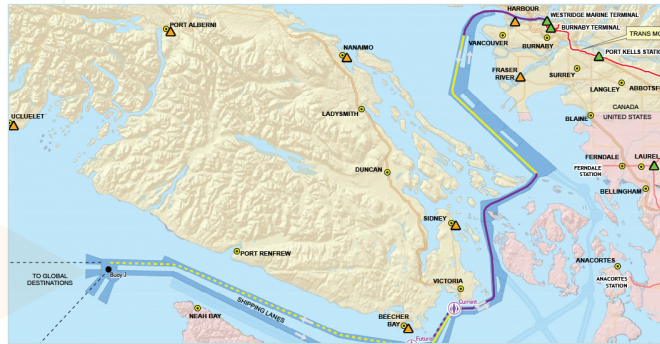 HARBOUR
WESTRIDGE MARINE TERMINAL
BURNABY TERMINAL
PORT ALBERNI
TRANS MO
VANCOUVER
BURNABY
NANAIMO
PORT KELLS STATIO
FRASER
RIVER
SURREY
LANGLEY
ABBOTSF
UCLUELET
LADYSMITH
CANADA
BLAINE
UNITED STATES
FERNDALE
LAUREL
DUNCAN
FERNDALE
STATION
BELLINGHAM
SIDNEY
PORT RENFREW
ANACORTES
TO GLOBAL
DESTINATIONS
Buoy J
VICTORIA
ANACORTES
STATION
SHIPPING LANES
Current
NEAH BAY
BEECHER
BAY
Future